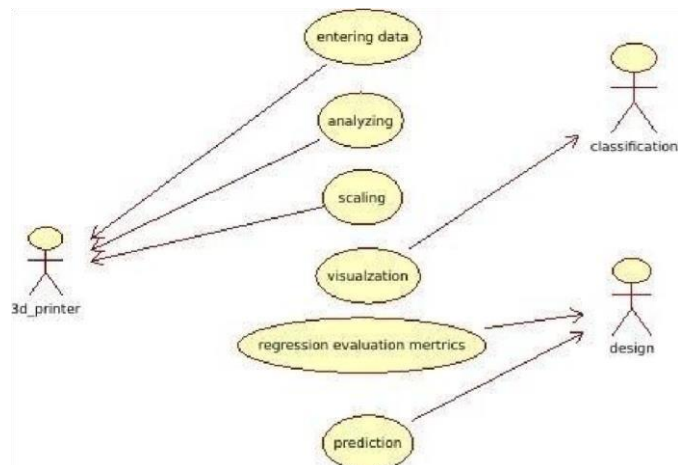 entering data
analyzing
classification
scaling
visualzation
3d_printer
regression evaluation mertrics
design
prediction